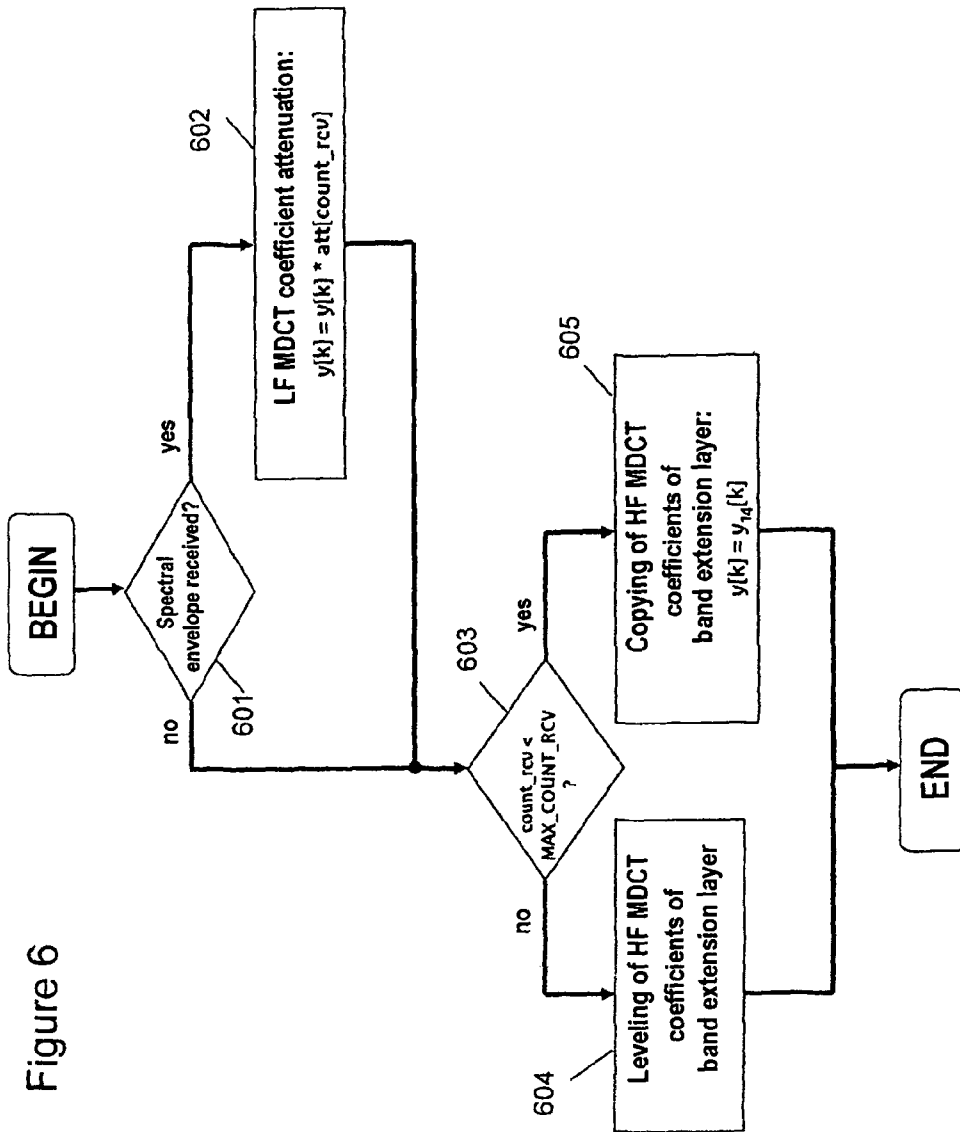 Figure 6
BEGIN
Spectral
envelope received?
601
no
yes
602
LF MDCT coefficient attenuation:
y[k] = y[k] * att[count_rcv]
603
count_rcv <
MAX_COUNT_RCV
?
no
yes
604
Leveling of HF MDCT
coefficients of
band extension layer
605
Copying of HF MDCT
coefficients of
band extension layer:
y[k] = y₁₄[k]
END